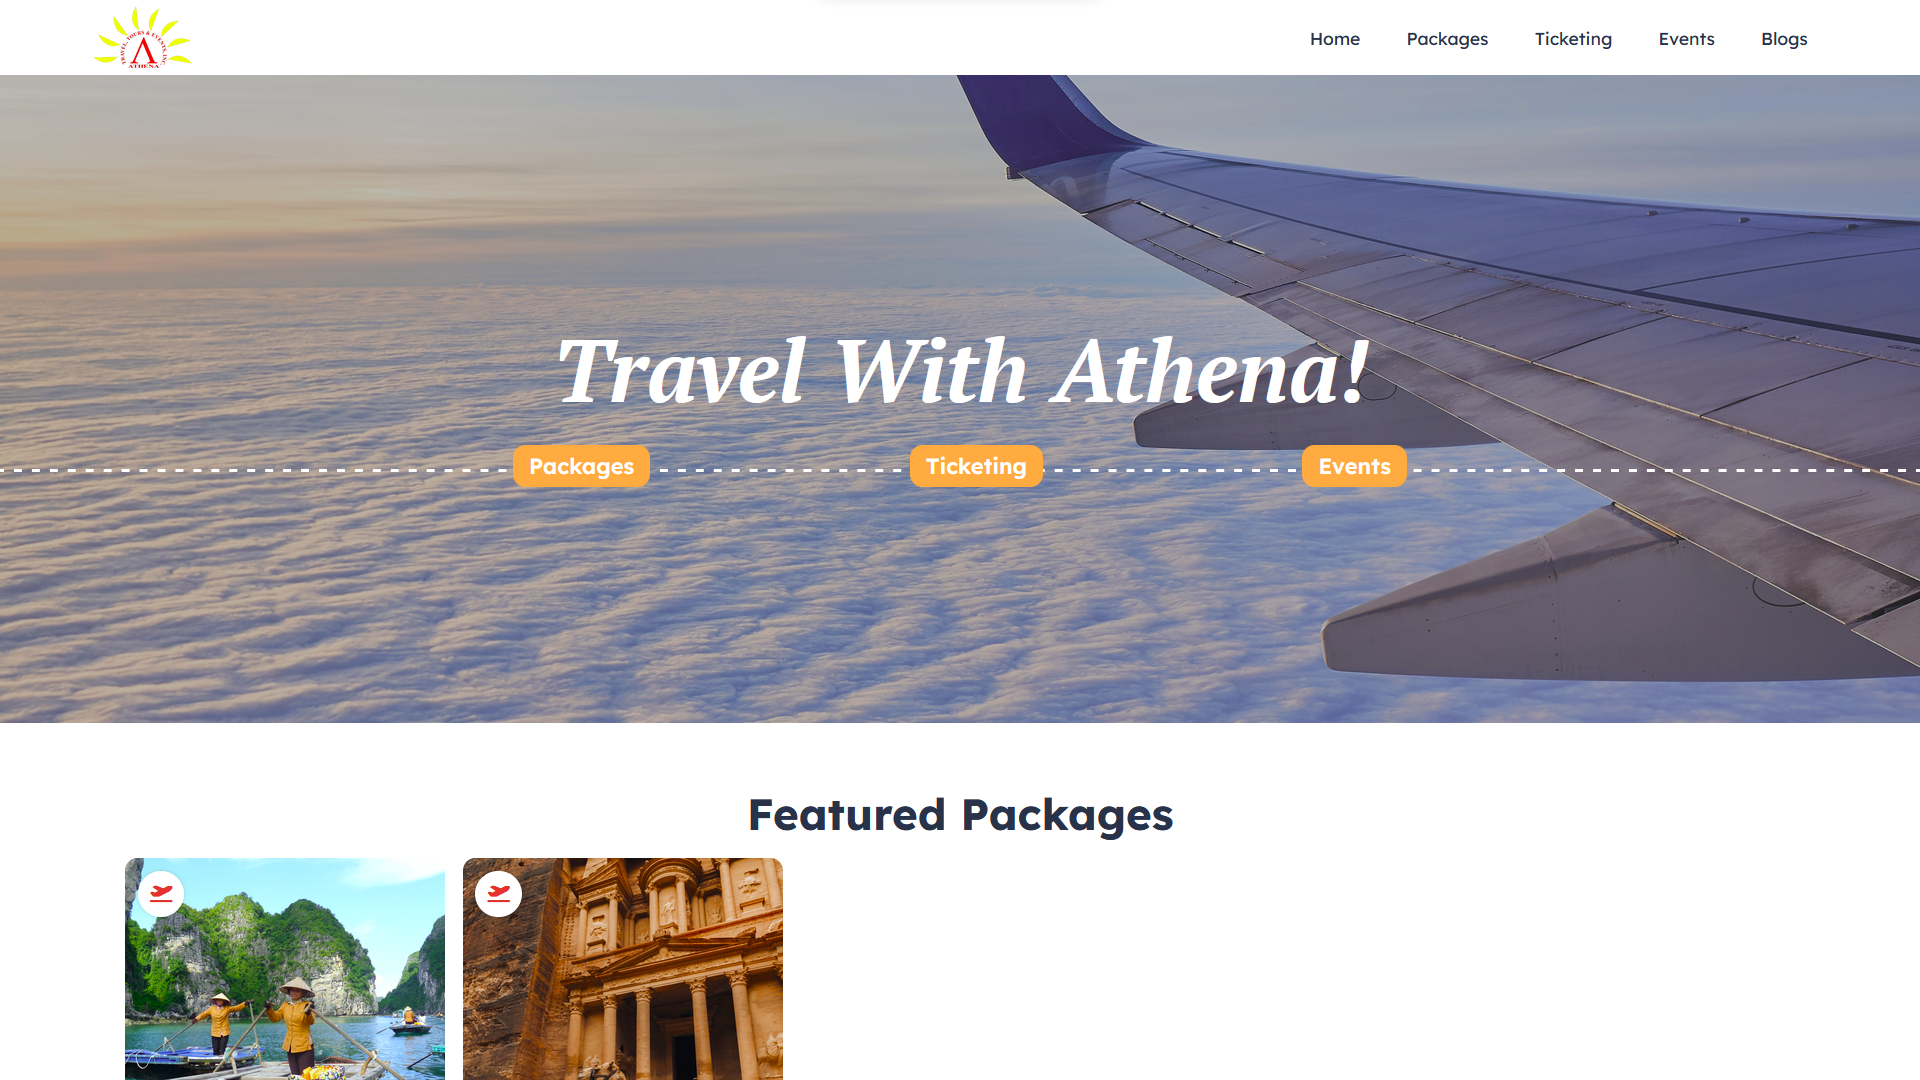 TRAVEL, TOURS & EVENTS, INC.
A
ATHENA
Home
Packages
Ticketing
Events
Blogs
Travel With Athena!
Packages
Ticketing
Events
Featured Packages